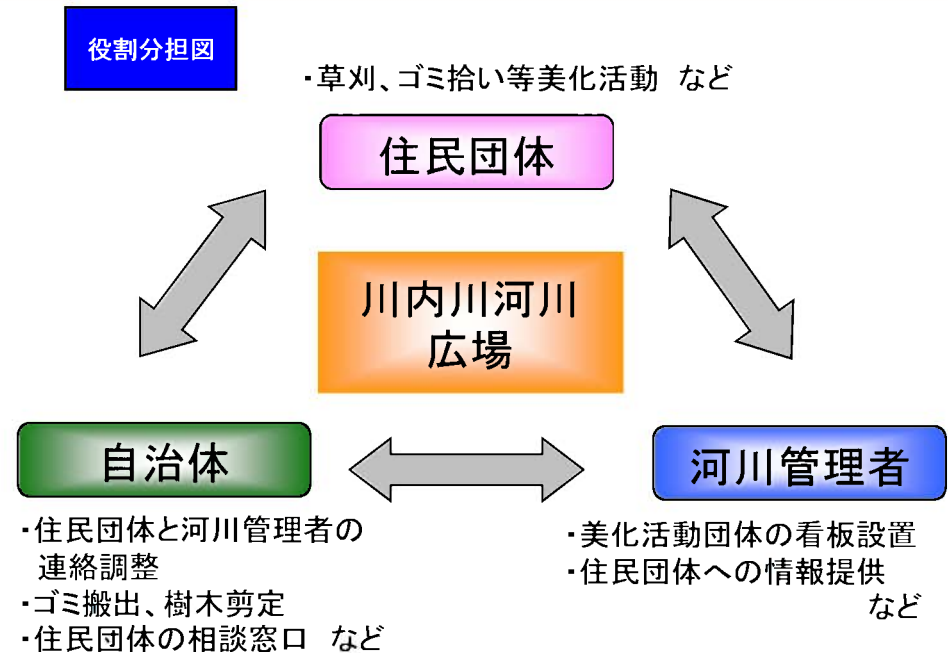 役割分担図
・草刈、ゴミ拾い等美化活動 など
住民団体
川内川河川
広場
自治体
・住民団体と河川管理者の
連絡調整
・ゴミ搬出、樹木剪定
・住民団体の相談窓口 など
河川管理者
・美化活動団体の看板設置
・住民団体への情報提供
など